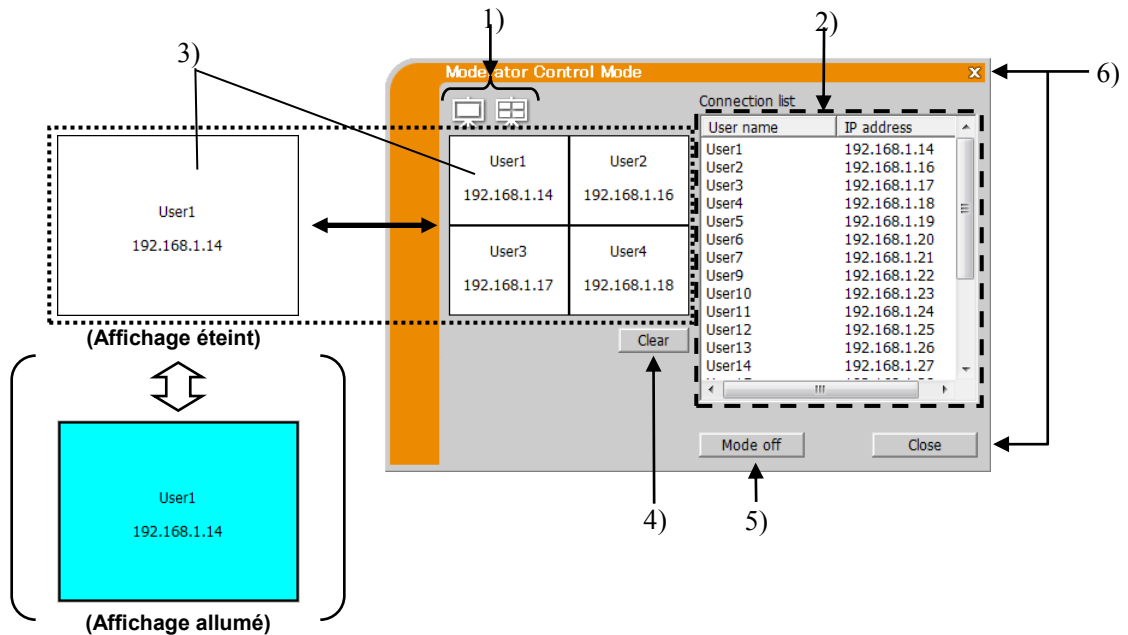 1)
2)
3)
6)
Moderator Control Mode
x
Connection list
User name IP address
User1 192.168.1.14
User2 192.168.1.16
User3 192.168.1.17
User4 192.168.1.18
User5 192.168.1.19
User6 192.168.1.20
User7 192.168.1.21
User9 192.168.1.22
User10 192.168.1.23
User11 192.168.1.24
User12 192.168.1.25
User13 192.168.1.26
User14 192.168.1.27
User1 User2
192.168.1.14 192.168.1.16
User3 User4
192.168.1.17 192.168.1.18
User1
192.168.1.14
(Affichage éteint)
Clear
Mode off Close
4)
5)
User1
192.168.1.14
(Affichage allumé)